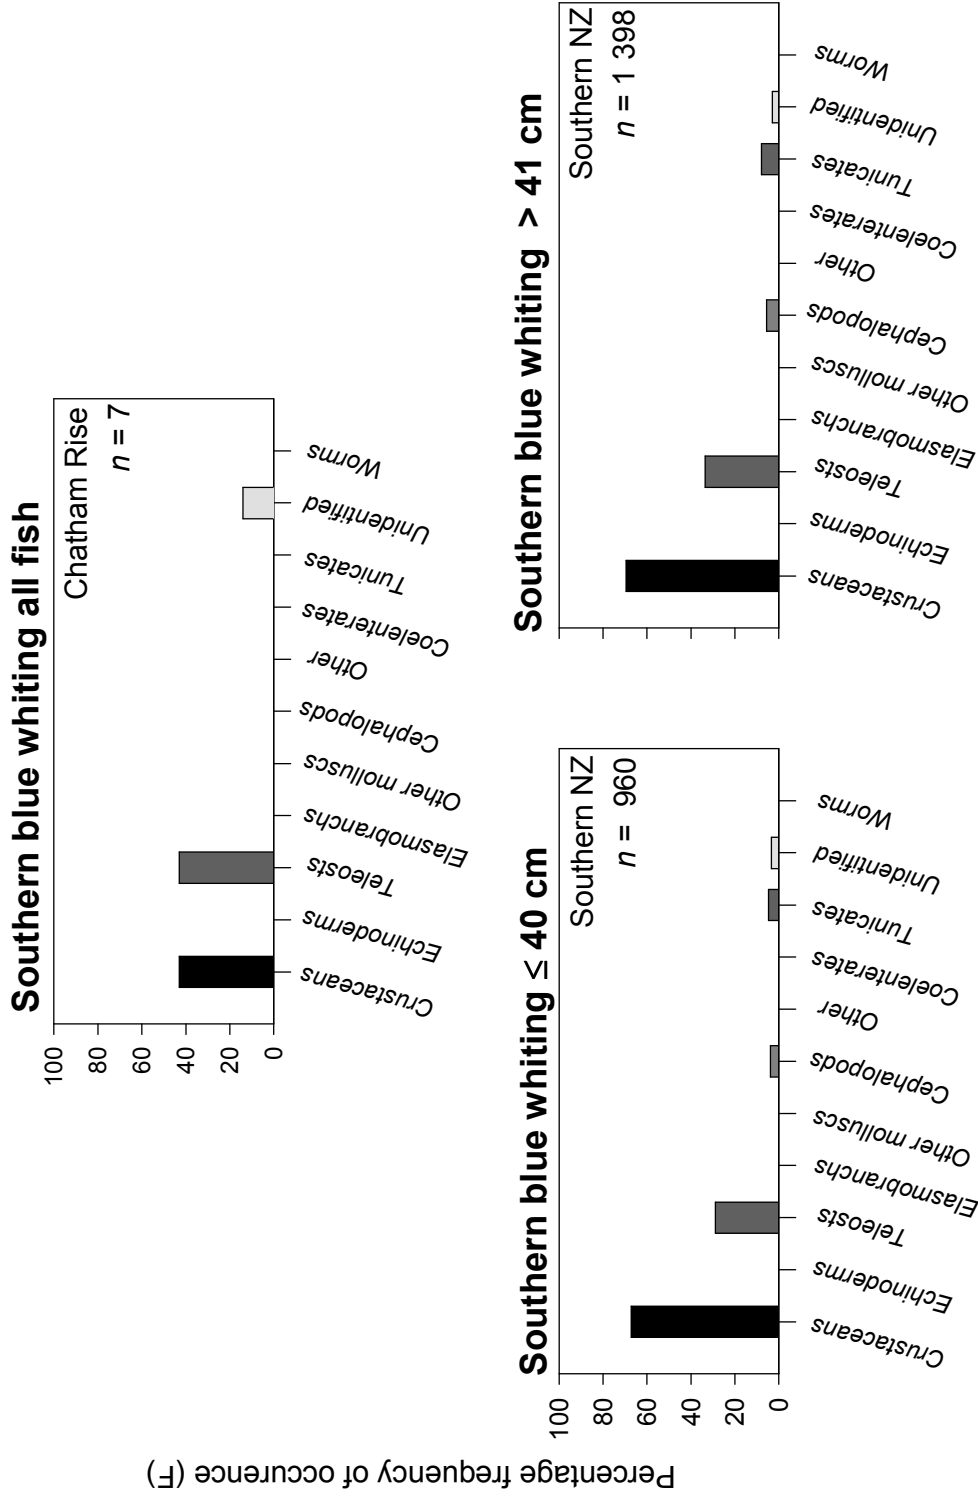 Percentage frequency of occurence (F)
Southern blue whiting all fish
Chatham Rise
n = 7
100
80
60
40
20
0
Crustaceans
Echinoderms
Teleosts
Elasmobranchs
Other molluscs
Cephalopods
Other
Coelenterates
Tunicates
Unidentified
Worms
Southern blue whiting ≤ 40 cm
Southern NZ
n = 960
100
80
60
40
20
0
Crustaceans
Echinoderms
Teleosts
Elasmobranchs
Other molluscs
Cephalopods
Other
Coelenterates
Tunicates
Unidentified
Worms
Southern blue whiting > 41 cm
Southern NZ
n = 1 398
Crustaceans
Echinoderms
Teleosts
Elasmobranchs
Other molluscs
Cephalopods
Other
Coelenterates
Tunicates
Unidentified
Worms